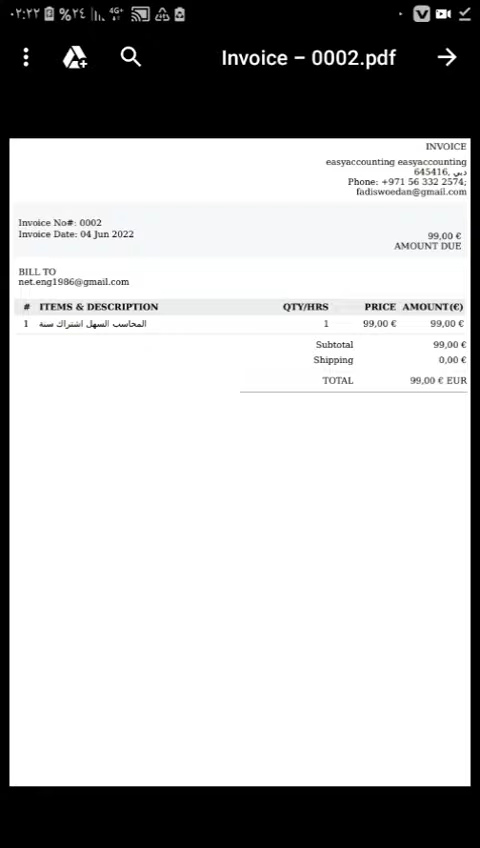 ٠٢:٢٢
%٢٤
4G+
Invoice – 0002.pdf
INVOICE
easyaccounting easyaccounting
645416, دبي
Phone: +971 56 332 2574;
fadiswoedan@gmail.com
Invoice No#: 0002
Invoice Date: 04 Jun 2022
99,00 €
AMOUNT DUE
BILL TO
net.eng1986@gmail.com
# ITEMS & DESCRIPTION QTY/HRS PRICE AMOUNT(€)
1 المحاسب السهل اشتراك سنة 1 99,00 € 99,00 €
Subtotal 99,00 €
Shipping 0,00 €
TOTAL 99,00 € EUR